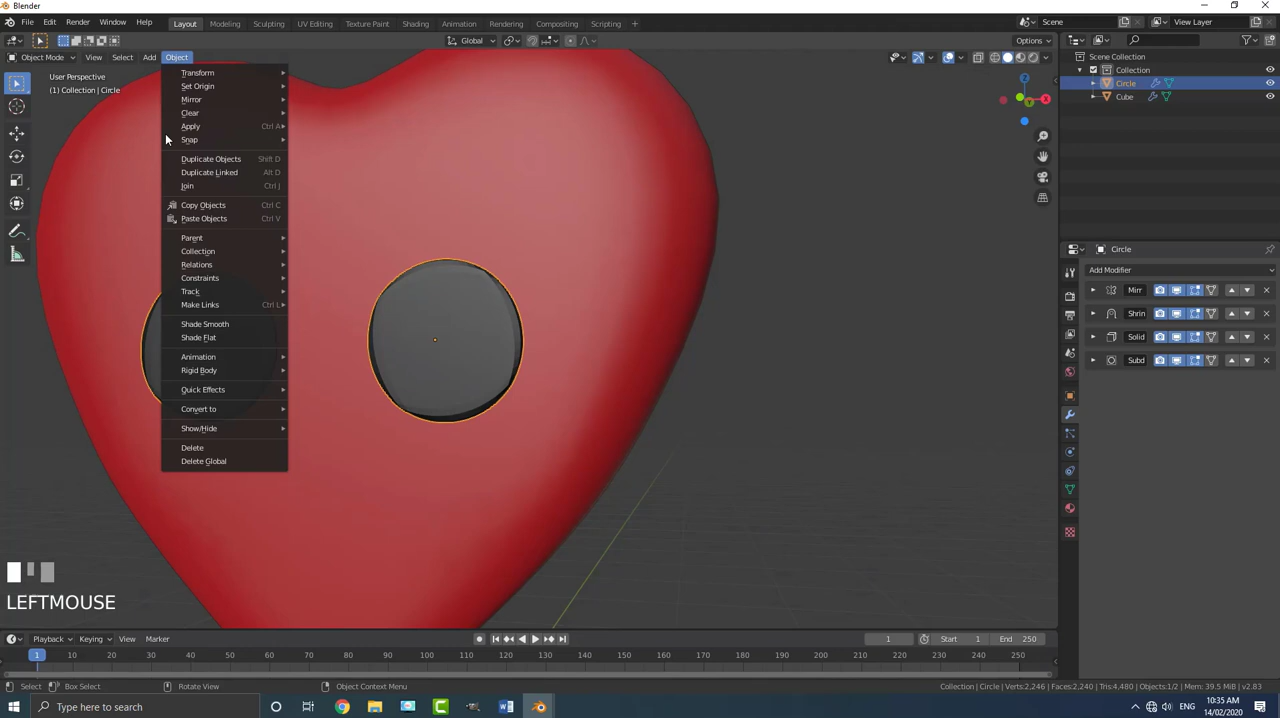 Blender
File Edit Render Window Help Layout Modeling Sculpting UV Editing Texture Paint Shading Animation Rendering Compositing Scripting + Scene View Layer
Global Options
Object Mode View Select Add Object
User Perspective
(1) Collection | Circle
Transform
Set Origin
Mirror
Clear
Apply Ctrl A
Snap
Duplicate Objects Shift D
Duplicate Linked Alt D
Join Ctrl J
Copy Objects Ctrl C
Paste Objects Ctrl V
Parent
Collection
Relations
Constraints
Track
Make Links Ctrl L
Shade Smooth
Shade Flat
Animation
Rigid Body
Quick Effects
Convert to
Show/Hide
Delete
Delete Global
Z
X
Y
Scene Collection
Collection
Circle
Cube
Circle
Add Modifier
Mirr
Shrin
Solid
Subd
LEFTMOUSE
Playback Keying View Marker 1 Start 1 End 250
1 10 20 30 40 50 60 70 80 90 100 110 120 130 140 150 160 170 180 190 200 210 220 230 240 250
Select Box Select Rotate View Object Context Menu Collection | Circle | Verts:2,246 | Faces:2,240 | Tris:4,480 | Objects:1/2 | Mem: 39.5 MiB | v2.83
Type here to search
10:35 AM
14/02/2020